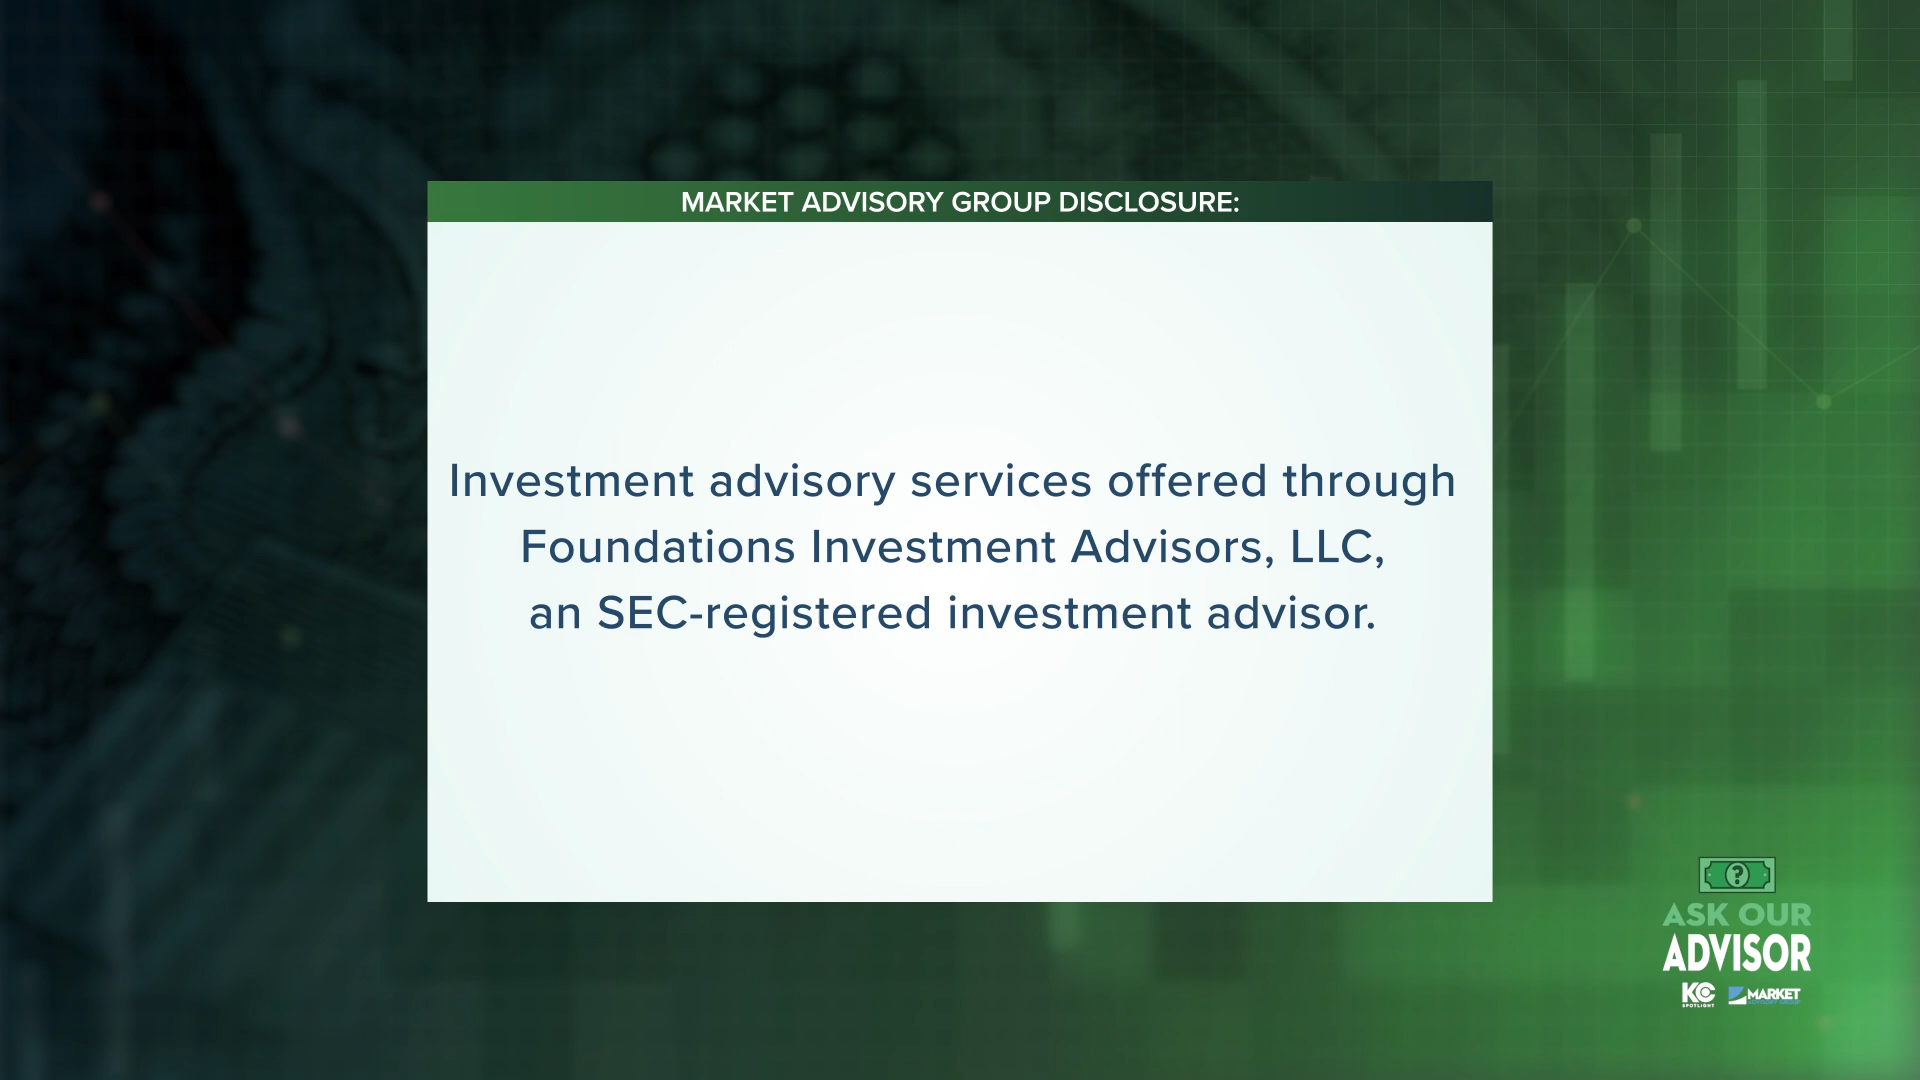 MARKET ADVISORY GROUP DISCLOSURE:
Investment advisory services offered through
Foundations Investment Advisors, LLC,
an SEC-registered investment advisor.
?
ASK OUR
ADVISOR
KC
SPOTLIGHT
MARKET